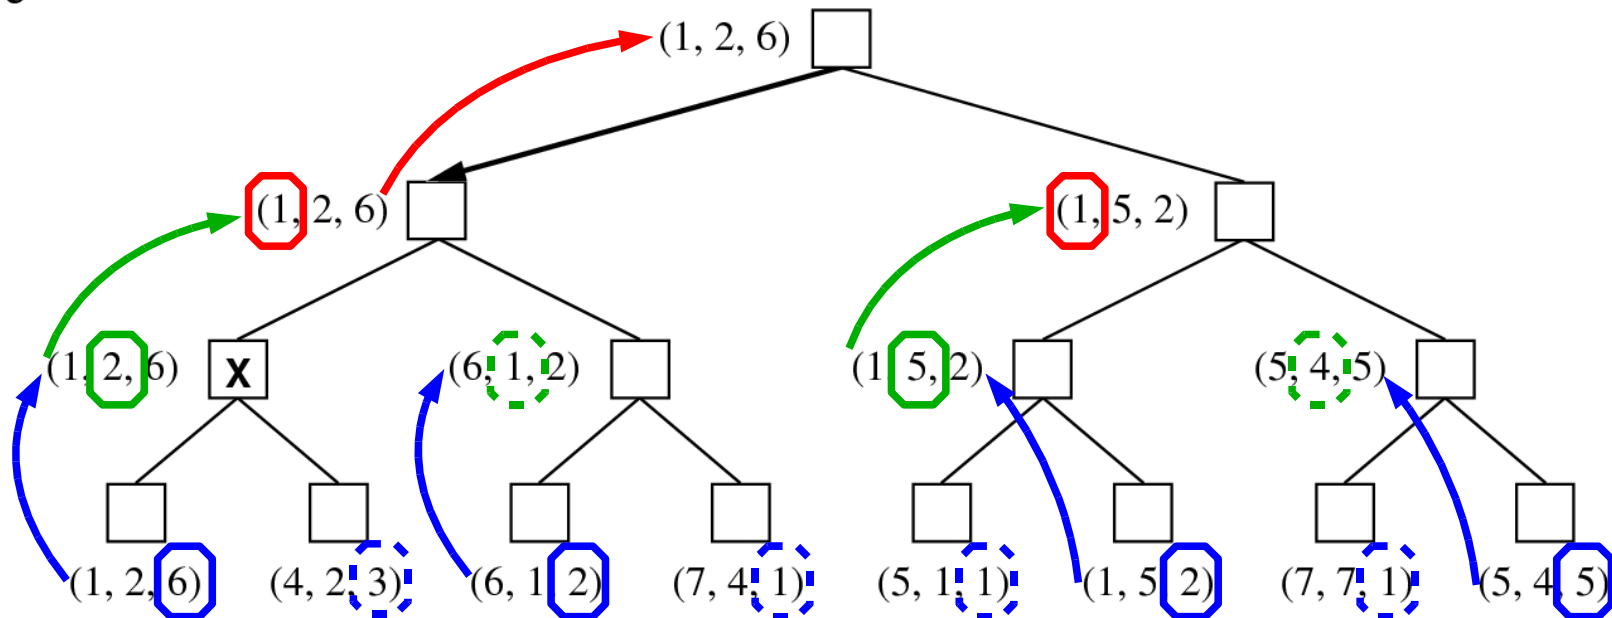 (1, 2, 6)
(1, 2, 6) (1, 5, 2)
(1, 2, 6) X (6, 1, 2) (1, 5, 2) (5, 4, 5)
(1, 2, 6) (4, 2, 3) (6, 1, 2) (7, 4, 1) (5, 1, 1) (1, 5, 2) (7, 7, 1) (5, 4, 5)